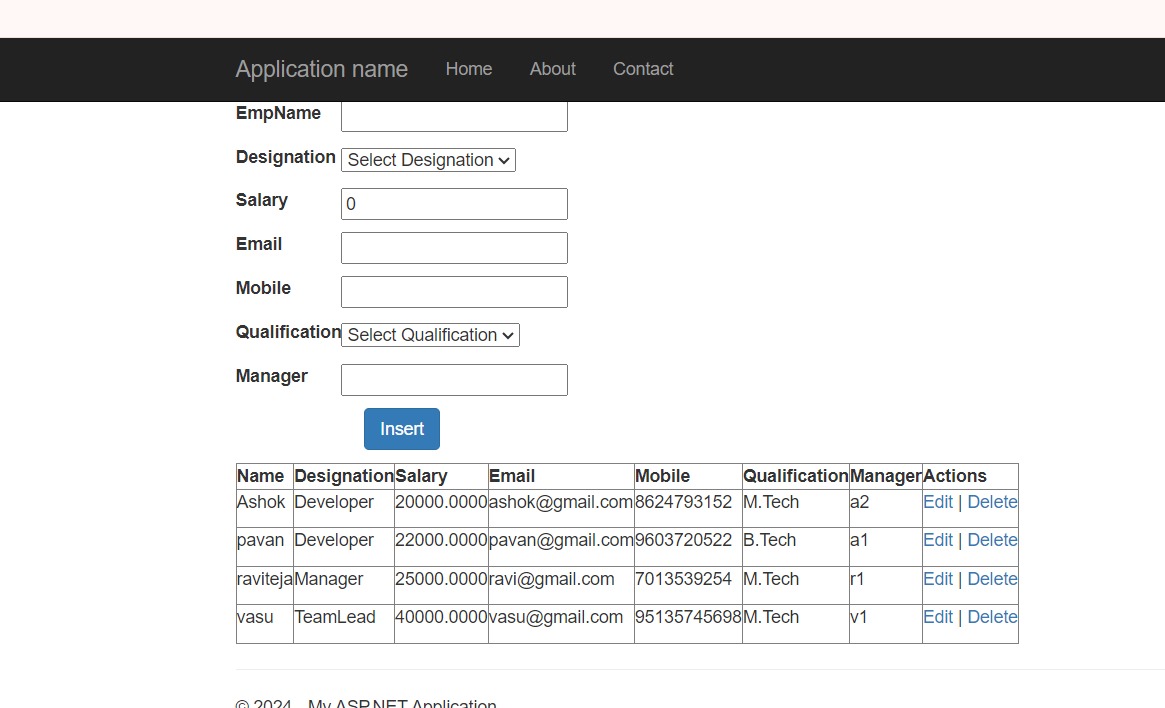 Application name Home About Contact
EmpName
Designation Select Designation
Salary 0
Email
Mobile
Qualification Select Qualification
Manager
Insert
Name Designation Salary Email Mobile Qualification Manager Actions
Ashok Developer 20000.0000 ashok@gmail.com 8624793152 M.Tech a2 Edit | Delete
pavan Developer 22000.0000 pavan@gmail.com 9603720522 B.Tech a1 Edit | Delete
raviteja Manager 25000.0000 ravi@gmail.com 7013539254 M.Tech r1 Edit | Delete
vasu TeamLead 40000.0000 vasu@gmail.com 95135745698 M.Tech v1 Edit | Delete
© 2024 - My ASP.NET Application